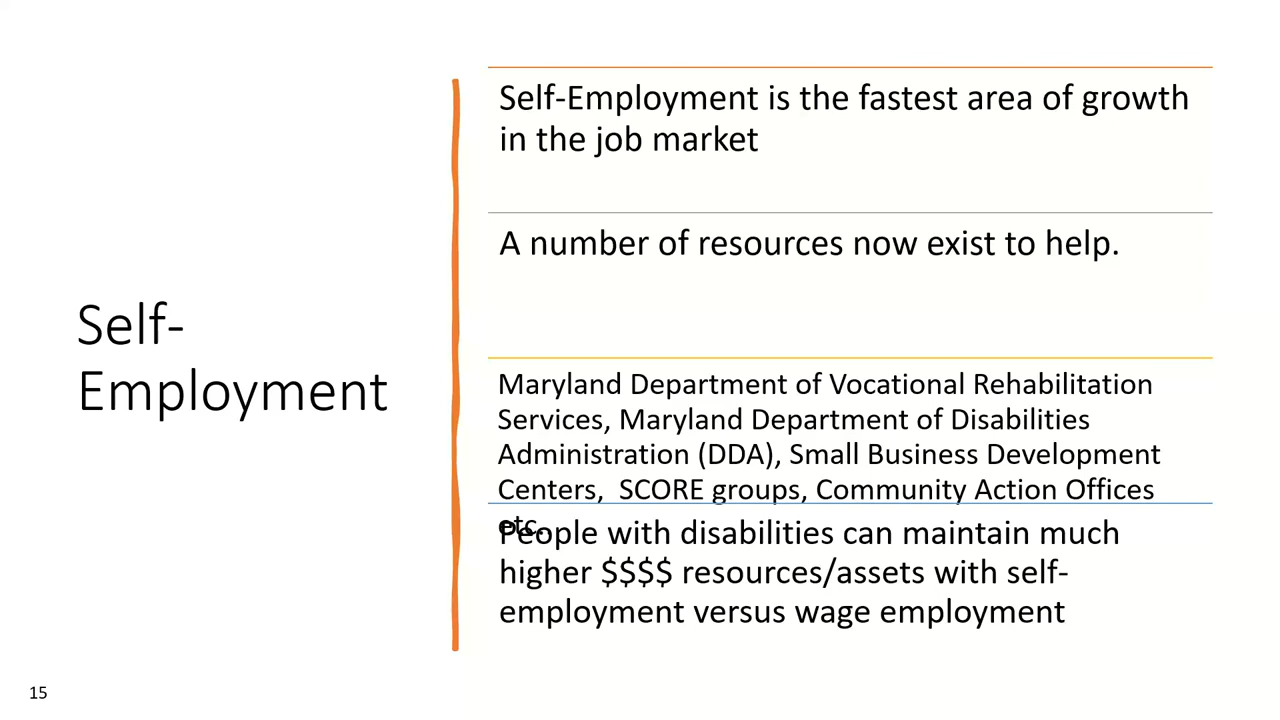 Self-
Employment
Self-Employment is the fastest area of growth
in the job market
A number of resources now exist to help.
Maryland Department of Vocational Rehabilitation
Services, Maryland Department of Disabilities
Administration (DDA), Small Business Development
Centers,  SCORE groups, Community Action Offices
etc.
People with disabilities can maintain much
higher $$$$ resources/assets with self-
employment versus wage employment
15